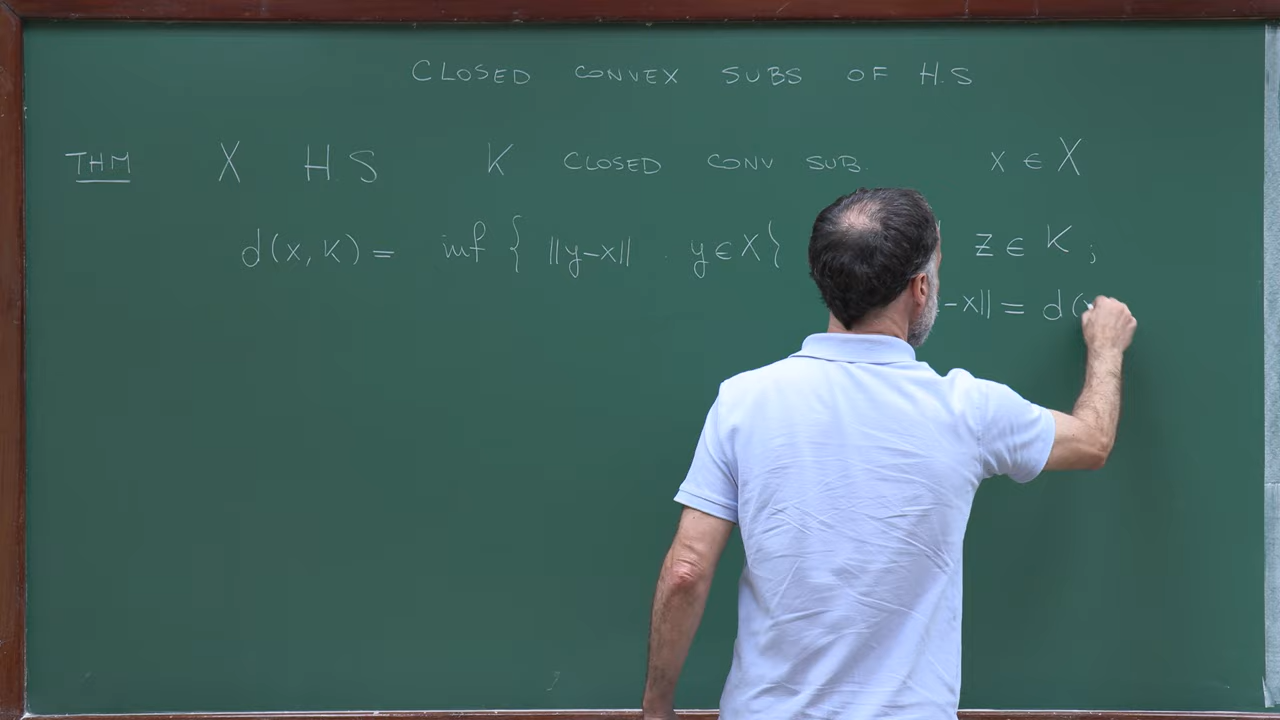 CLOSED CONVEX SUBS OF H.S
THM X H.S K CLOSED CONV SUB. x ∈ X
d(x, K) = inf { ||y-x|| . y ∈ X } z ∈ K ;
-x|| = d(x